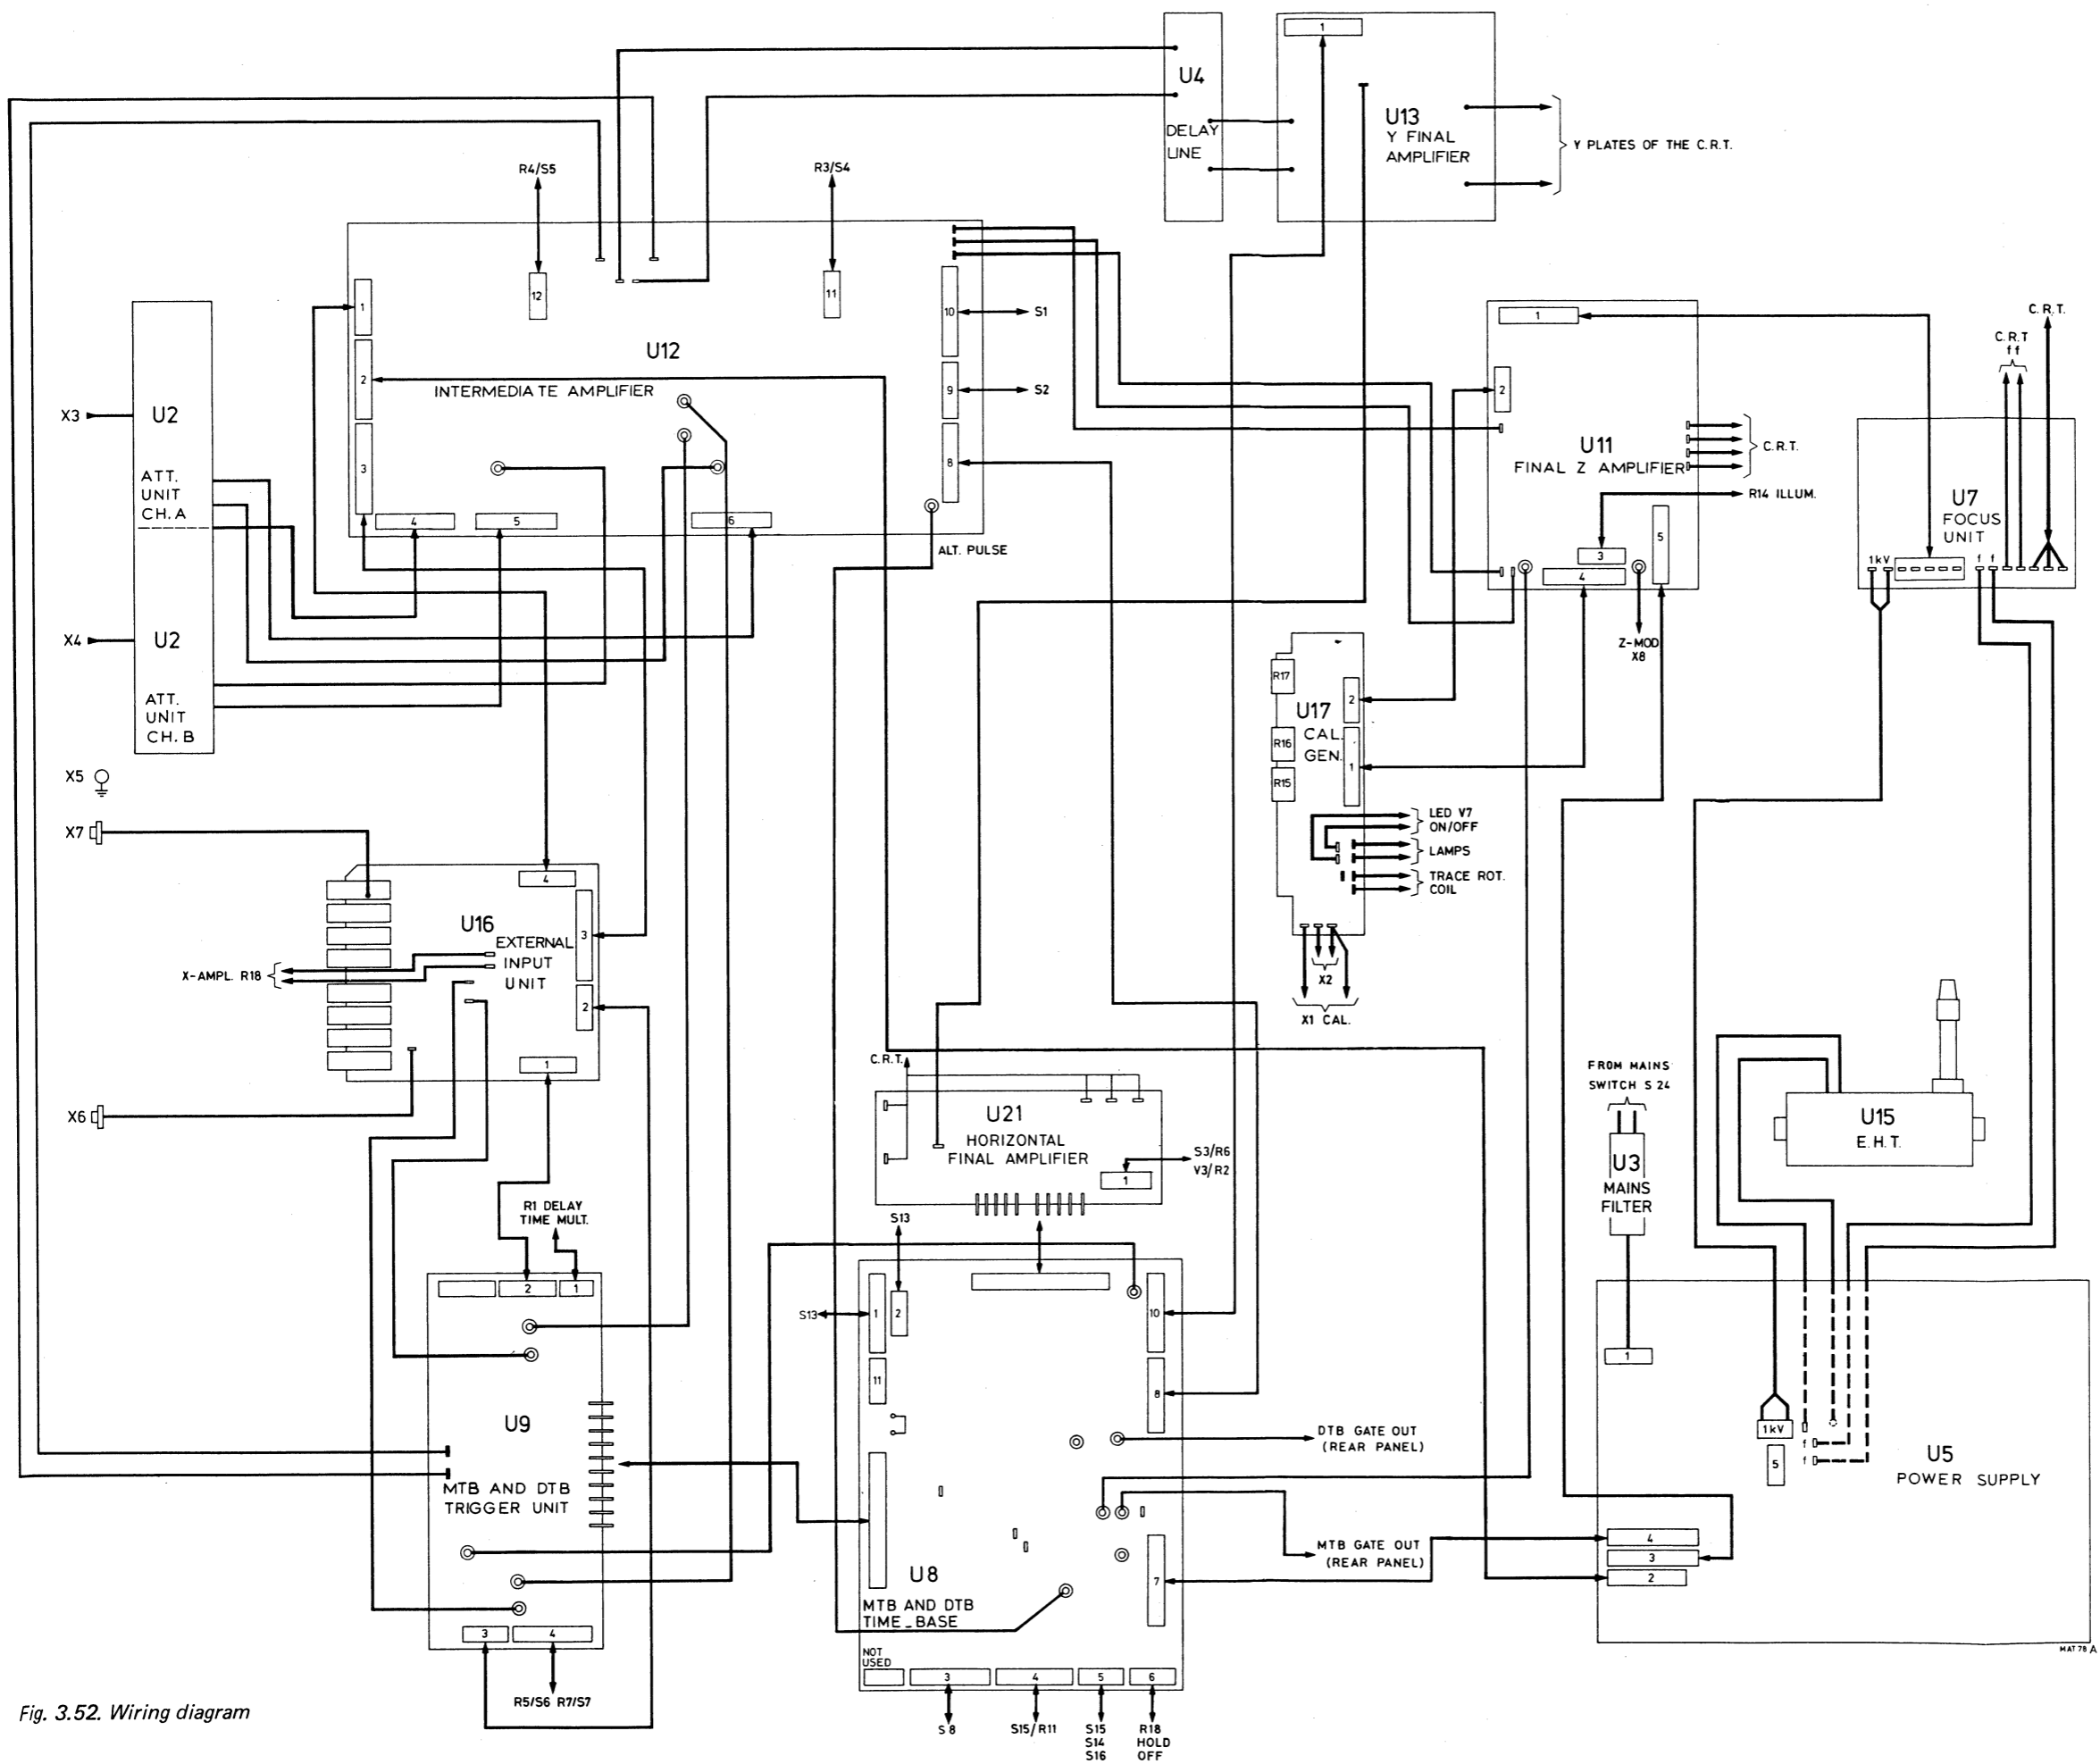 1
U4
DELAY
LINE
U13
Y FINAL
AMPLIFIER
Y PLATES OF THE C.R.T.
R4/S5
R3/S4
12
11
1
2
3
4
5
6
10
9
8
S1
S2
U12
INTERMEDIATE AMPLIFIER
ALT. PULSE
X3
U2
ATT.
UNIT
CH. A
X4
U2
ATT.
UNIT
CH. B
1
2
U11
FINAL Z AMPLIFIER
C.R.T.
R14 ILLUM.
3
4
5
Z-MOD
X8
C.R.T.
C.R.T
f f
U7
FOCUS
UNIT
1kV
f f
R17
R16
R15
U17
CAL.
GEN.
2
1
LED V7
ON/OFF
LAMPS
TRACE ROT.
COIL
X2
X1 CAL.
X5
X7
X6
U16
EXTERNAL
INPUT
UNIT
4
3
2
1
X-AMPL. R18
C.R.T.
U21
HORIZONTAL
FINAL AMPLIFIER
1
S3/R6
V3/R2
FROM MAINS
SWITCH S 24
U3
MAINS
FILTER
U15
E.H.T.
R1 DELAY
TIME MULT.
2
1
U9
MTB AND DTB
TRIGGER UNIT
3
4
R5/S6 R7/S7
S13
S13
1
2
11
10
8
7
DTB GATE OUT
(REAR PANEL)
MTB GATE OUT
(REAR PANEL)
U8
MTB AND DTB
TIME_BASE
NOT
USED
3
4
5
6
S 8
S15/R11
S15
S14
S16
R18
HOLD
OFF
1
1kV
5
f
f
U5
POWER SUPPLY
4
3
2
MAT 78 A
Fig. 3.52. Wiring diagram